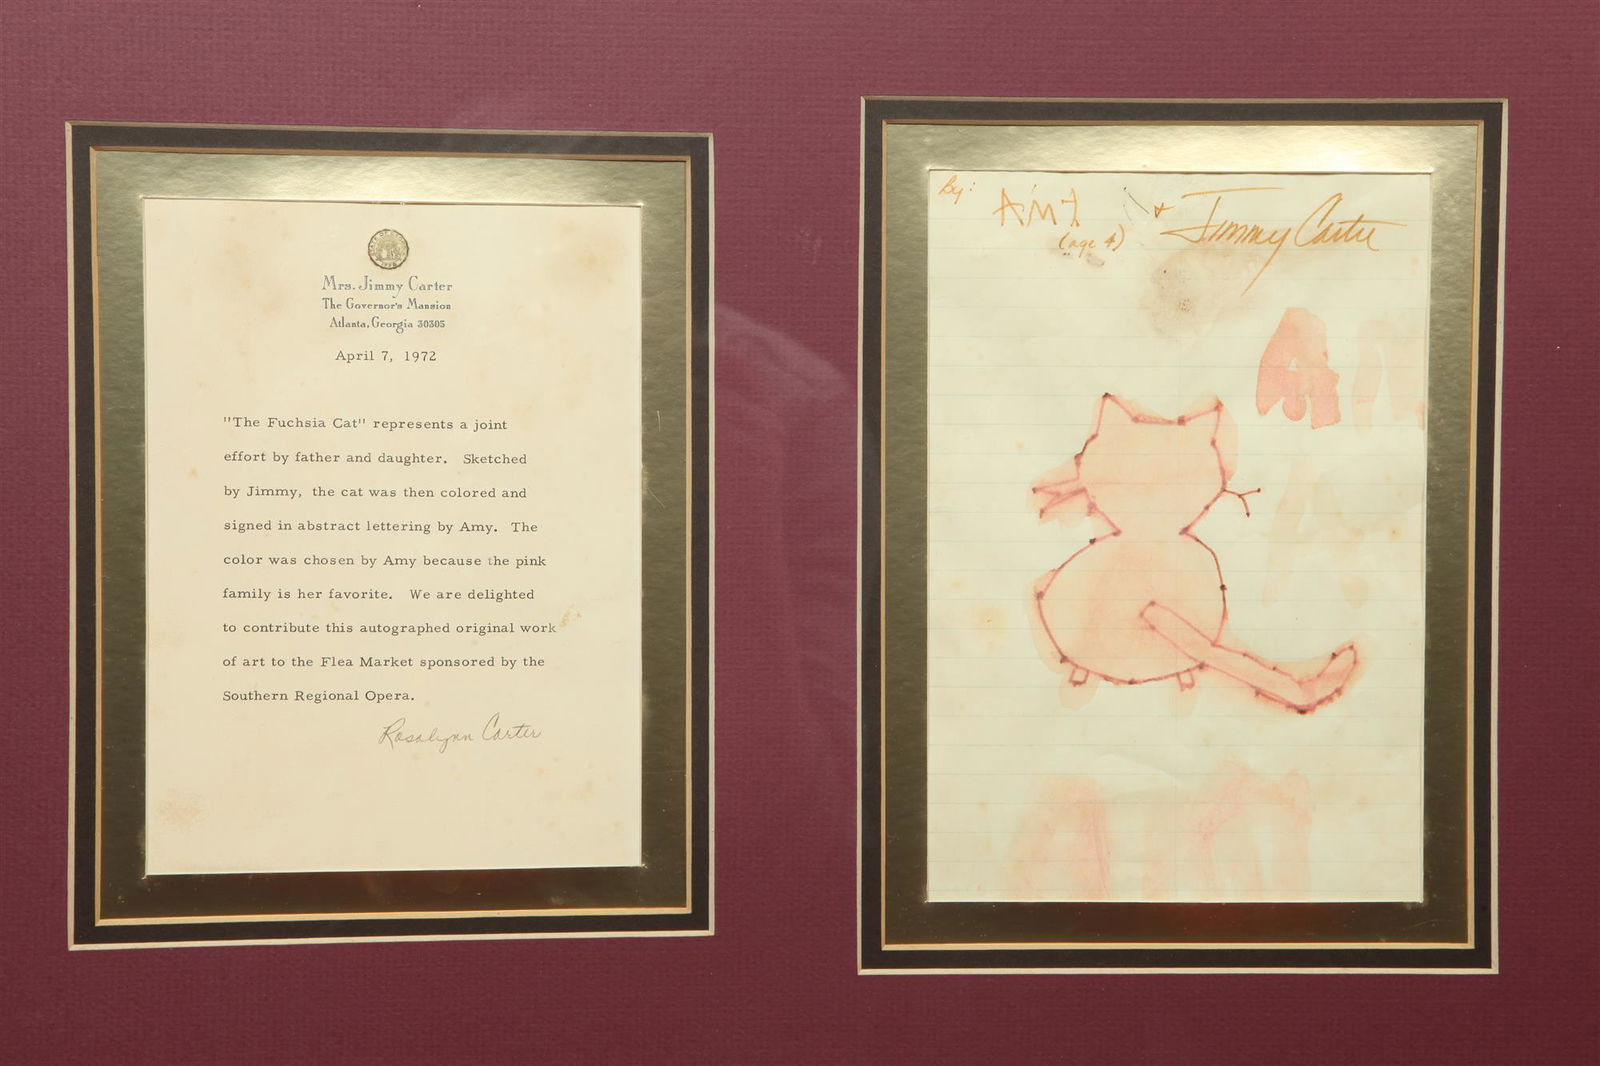 Mrs. Jimmy Carter
The Governor's Mansion
Atlanta, Georgia 30305
April 7, 1972
"The Fuchsia Cat" represents a joint
effort by father and daughter. Sketched
by Jimmy, the cat was then colored and
signed in abstract lettering by Amy. The
color was chosen by Amy because the pink
family is her favorite. We are delighted
to contribute this autographed original work
of art to the Flea Market sponsored by the
Southern Regional Opera.
Rosalynn Carter
By: AMY + Jimmy Carter
(age 4)